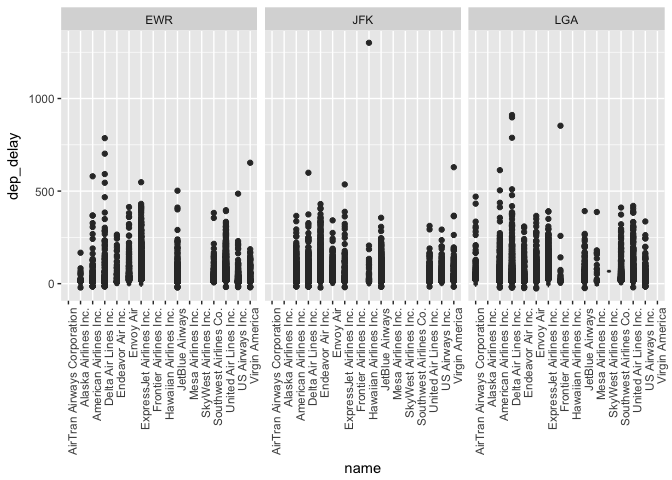 EWR
JFK
LGA
dep_delay
1000
500
0
AirTran Airways Corporation
Alaska Airlines Inc.
American Airlines Inc.
Delta Air Lines Inc.
Endeavor Air Inc.
Envoy Air
ExpressJet Airlines Inc.
Frontier Airlines Inc.
Hawaiian Airlines Inc.
JetBlue Airways
Mesa Airlines Inc.
SkyWest Airlines Inc.
Southwest Airlines Co.
United Air Lines Inc.
US Airways Inc.
Virgin America
AirTran Airways Corporation
Alaska Airlines Inc.
American Airlines Inc.
Delta Air Lines Inc.
Endeavor Air Inc.
Envoy Air
ExpressJet Airlines Inc.
Frontier Airlines Inc.
Hawaiian Airlines Inc.
JetBlue Airways
Mesa Airlines Inc.
SkyWest Airlines Inc.
Southwest Airlines Co.
United Air Lines Inc.
US Airways Inc.
Virgin America
AirTran Airways Corporation
Alaska Airlines Inc.
American Airlines Inc.
Delta Air Lines Inc.
Endeavor Air Inc.
Envoy Air
ExpressJet Airlines Inc.
Frontier Airlines Inc.
Hawaiian Airlines Inc.
JetBlue Airways
Mesa Airlines Inc.
SkyWest Airlines Inc.
Southwest Airlines Co.
United Air Lines Inc.
US Airways Inc.
Virgin America
name